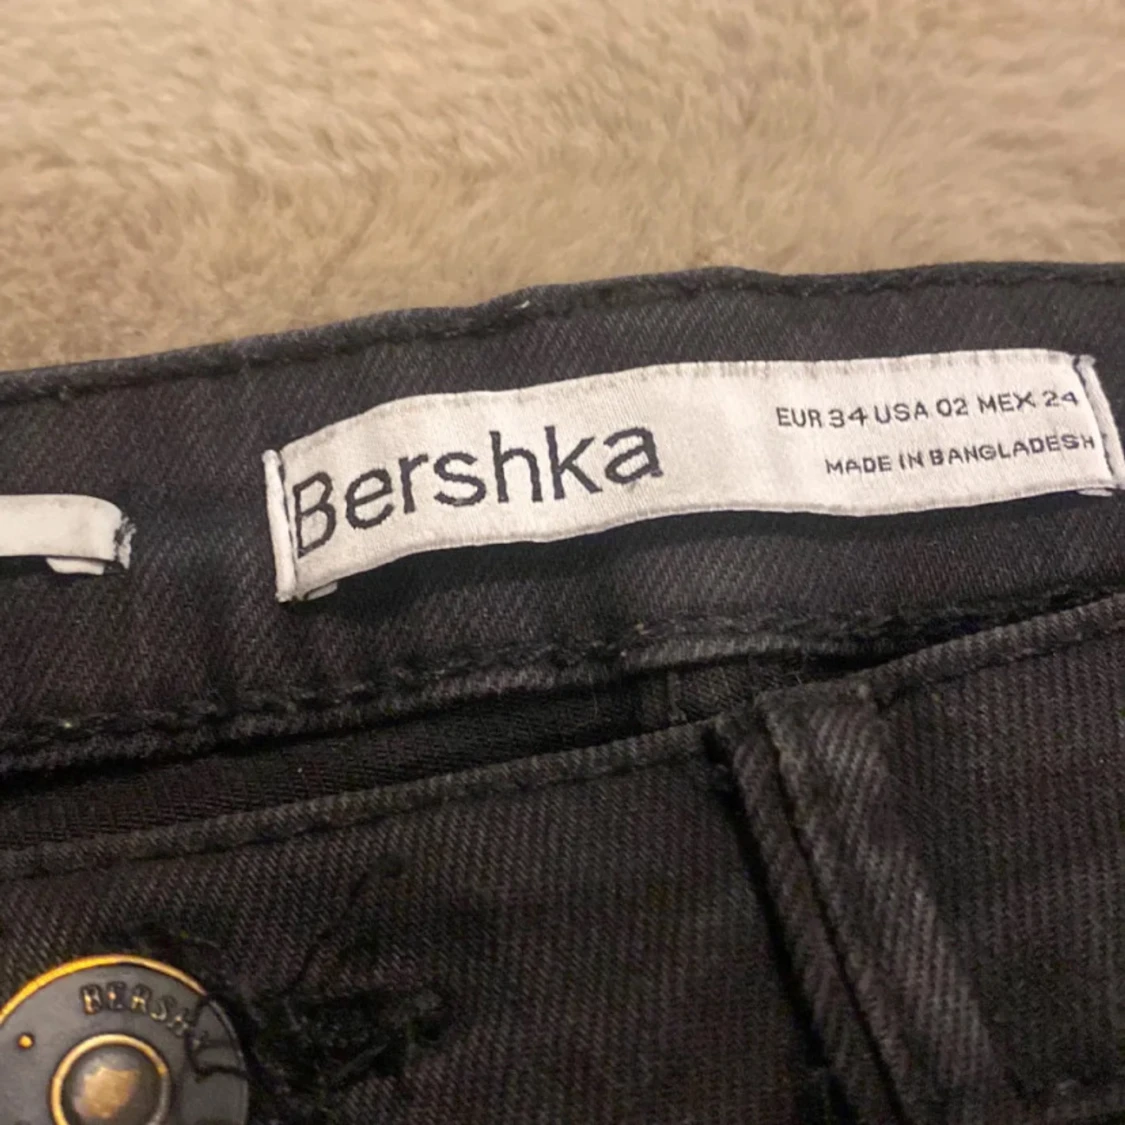 Bershka
EUR 34 USA 02 MEX 24
MADE IN BANGLADESH